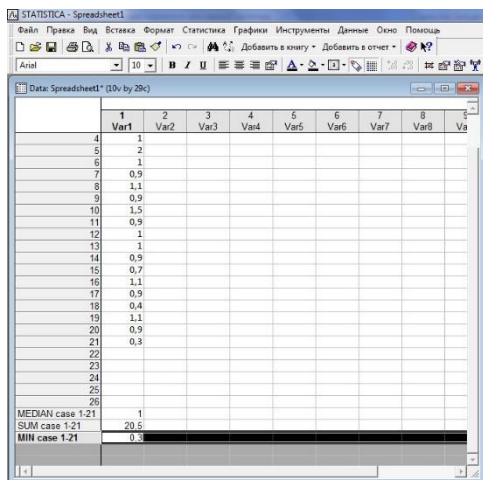 STATISTICA - Spreadsheet1
Файл Правка Вид Вставка Формат Статистика Графики Инструменты Данные Окно Помощь
Добавить в книгу Добавить в отчет
Arial 10 B I U
Data: Spreadsheet1* (10v by 29c)
1 2 3 4 5 6 7 8 9
Var1 Var2 Var3 Var4 Var5 Var6 Var7 Var8 Va
4 1
5 2
6 1
7 0,9
8 1,1
9 0,9
10 1,5
11 0,9
12 1
13 1
14 0,9
15 0,7
16 1,1
17 0,9
18 0,4
19 1,1
20 0,9
21 0,3
22
23
24
25
26
MEDIAN case 1-21 1
SUM case 1-21 20,5
MIN case 1-21 0,3